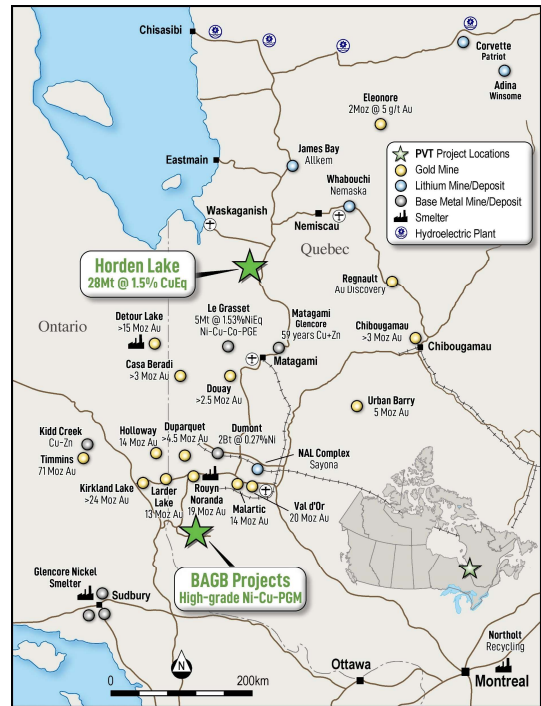 Chisasibi
Corvette
Patriot
Adina
Winsome
Eleonore
2Moz @ 5 g/t Au
PVT Project Locations
Gold Mine
Lithium Mine/Deposit
Base Metal Mine/Deposit
Smelter
Hydroelectric Plant
James Bay
Allkem
Eastmain
Whabouchi
Nemaska
Waskaganish
Nemiscau
Quebec
Horden Lake
28Mt @ 1.5% CuEq
Regnault
Au Discovery
Ontario
Detour Lake
>15 Moz Au
Le Grasset
5Mt @ 1.53%NiEq
Ni-Cu-Co-PGE
Matagami
Glencore
59 years Cu+Zn
Chibougamau
>3 Moz Au
Chibougamau
Matagami
Casa Beradi
>3 Moz Au
Douay
>2.5 Moz Au
Urban Barry
5 Moz Au
Kidd Creek
Cu-Zn
Timmins
71 Moz Au
Holloway
14 Moz Au
Duparquet
>4.5 Moz Au
Dumont
2Bt @ 0.27%Ni
NAL Complex
Sayona
Kirkland Lake
>24 Moz Au
Larder
Lake
13 Moz Au
Rouyn
Noranda
19 Moz Au
Malartic
14 Moz Au
Val d'Or
20 Moz Au
BAGB Projects
High-grade Ni-Cu-PGM
Glencore Nickel
Smelter
Sudbury
N
0
200km
Ottawa
Northolt
Recycling
Montreal